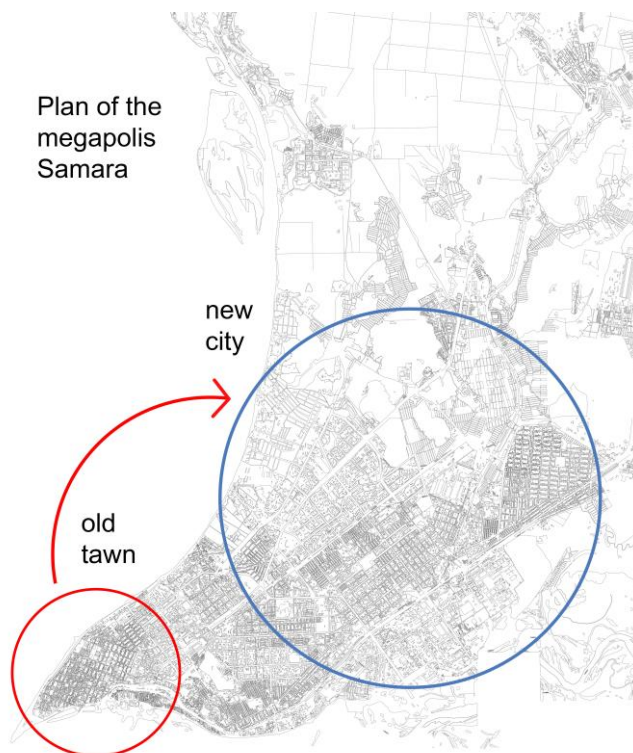 Plan of the
megapolis
Samara
new
city
old
tawn